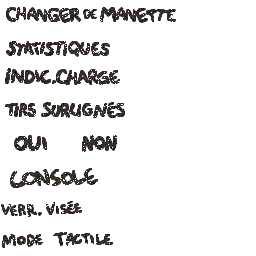 CHANGER DE MANETTE
STATISTIQUES
INDIC.CHARGE
TIRS SURLIGNÉS
OUI NON
CONSOLE
VERR. VISÉE
MODE TACTILE